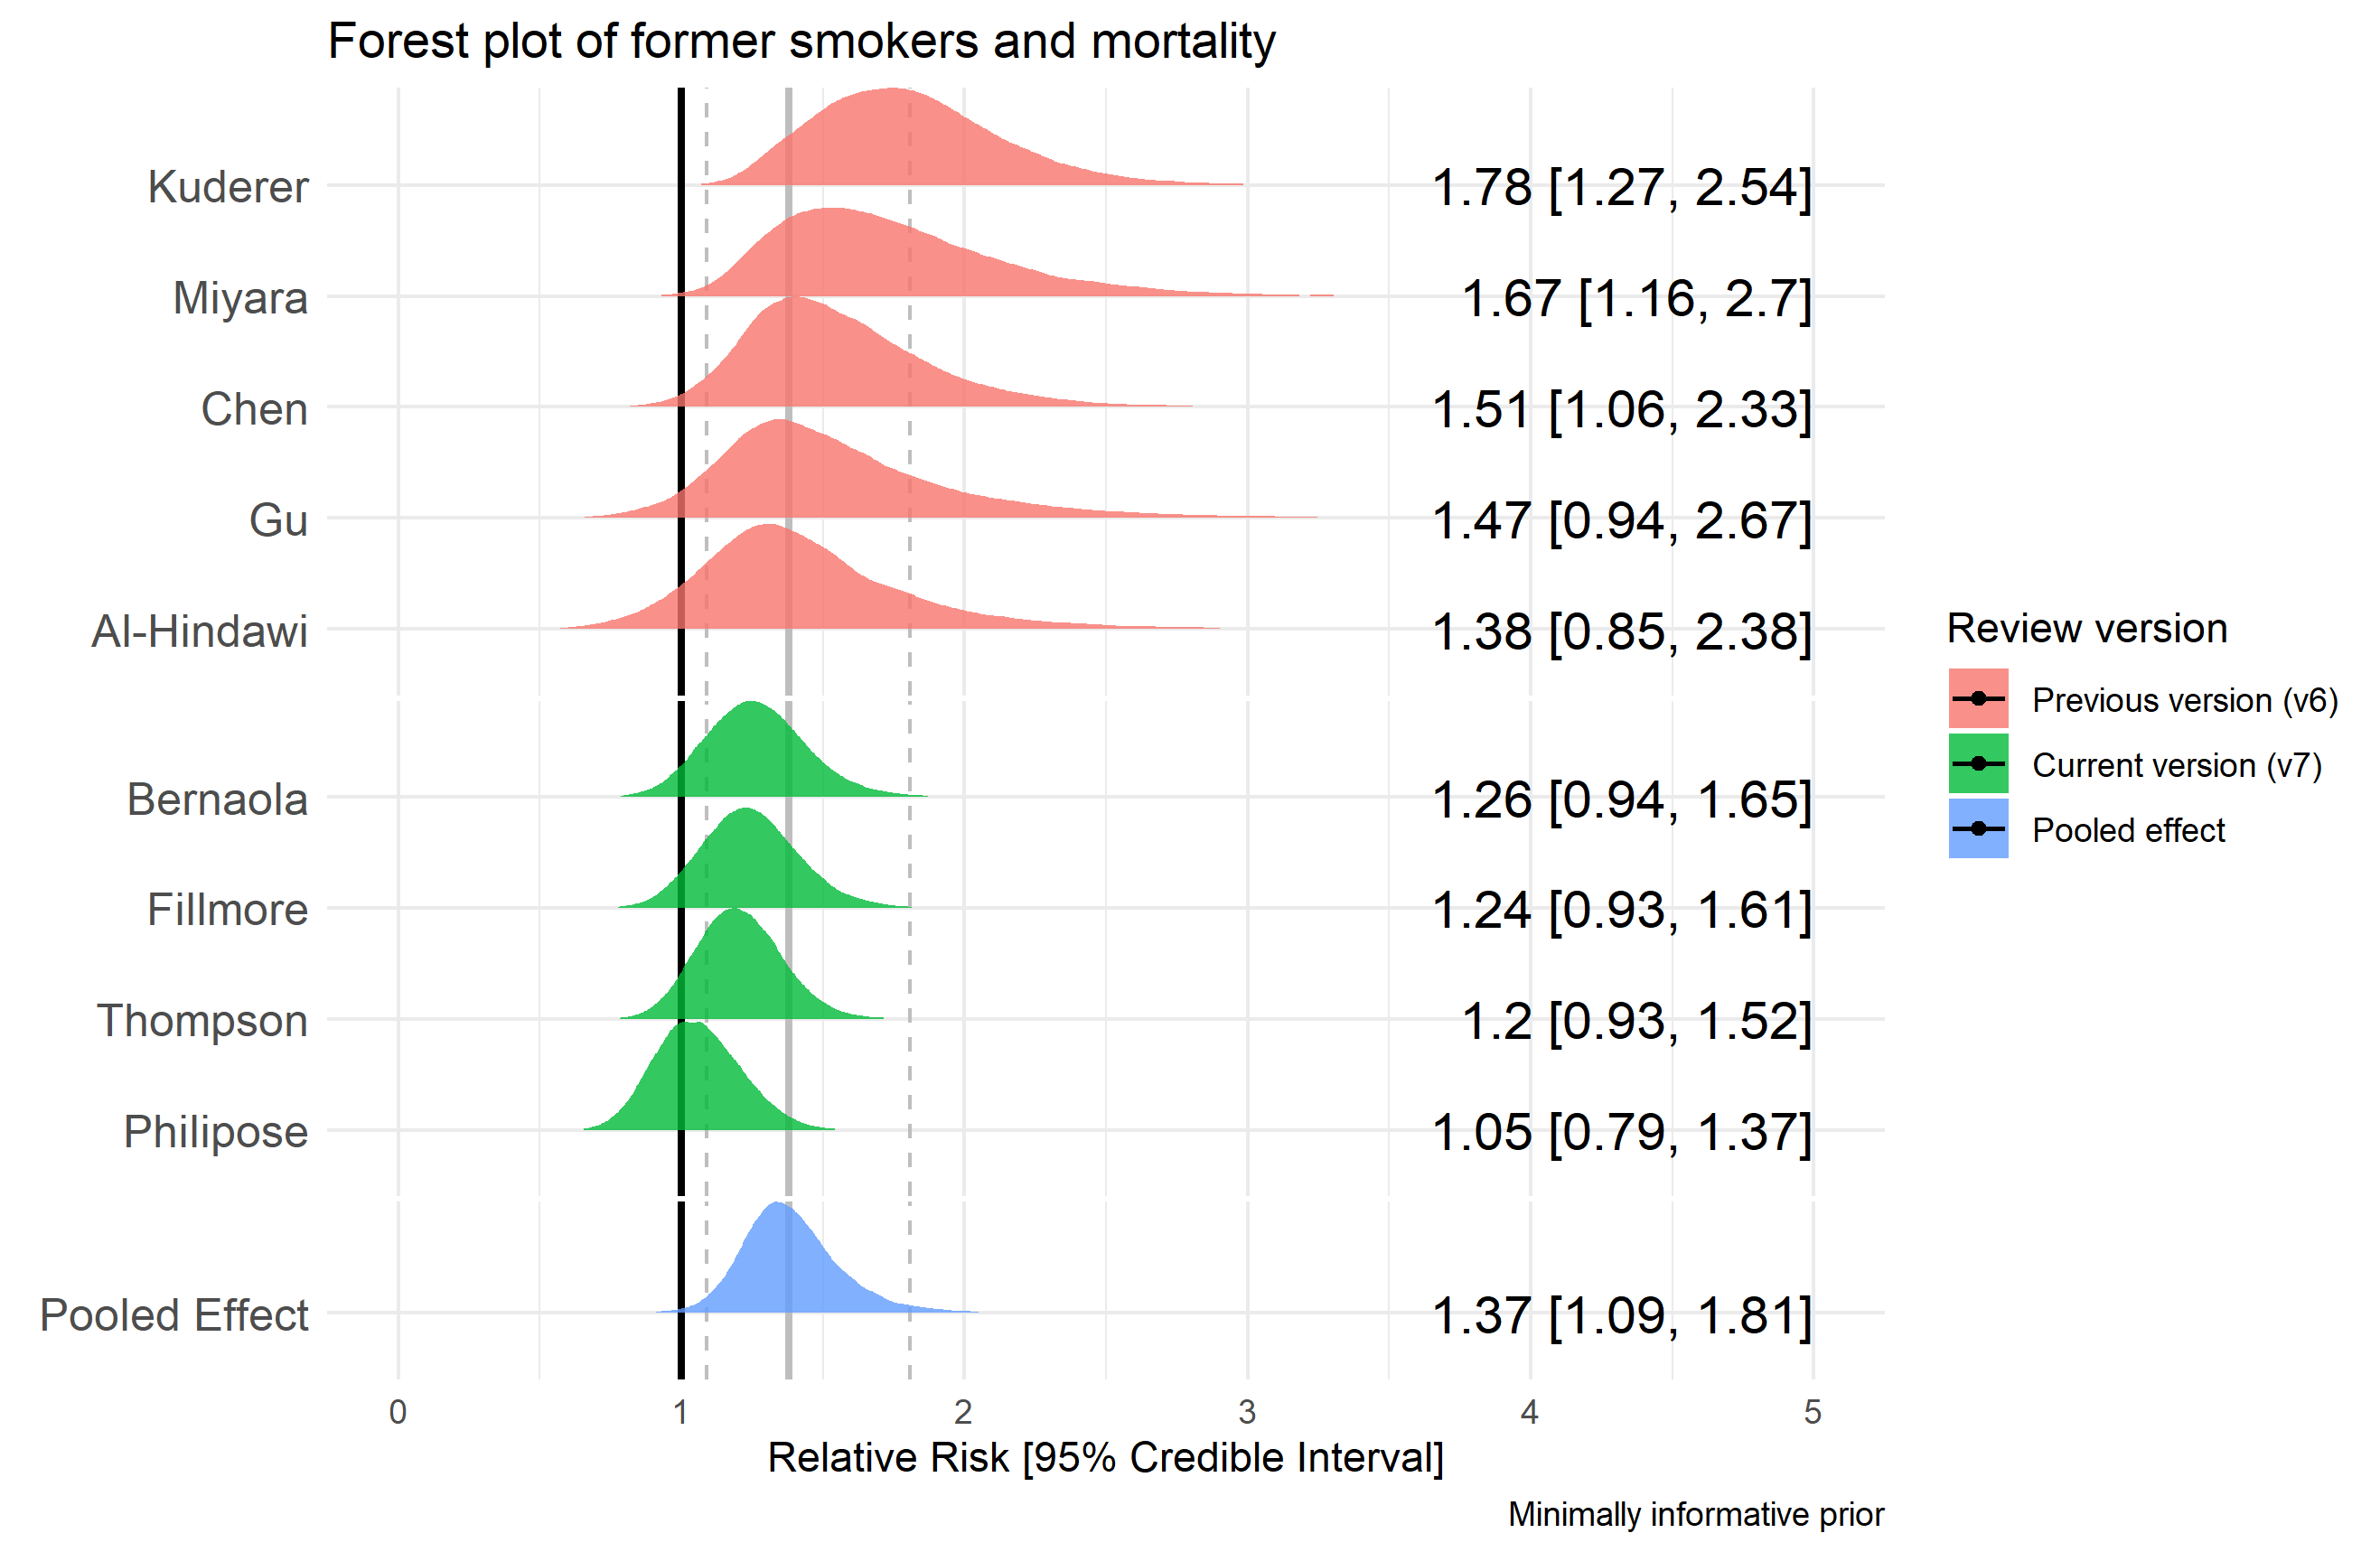 Forest plot of former smokers and mortality
Kuderer 1.78 [1.27, 2.54]
Miyara 1.67 [1.16, 2.7]
Chen 1.51 [1.06, 2.33]
Gu 1.47 [0.94, 2.67]
Al-Hindawi 1.38 [0.85, 2.38]
Bernaola 1.26 [0.94, 1.65]
Fillmore 1.24 [0.93, 1.61]
Thompson 1.2 [0.93, 1.52]
Philipose 1.05 [0.79, 1.37]
Pooled Effect 1.37 [1.09, 1.81]
0 1 2 3 4 5
Relative Risk [95% Credible Interval]
Minimally informative prior
Review version
Previous version (v6)
Current version (v7)
Pooled effect